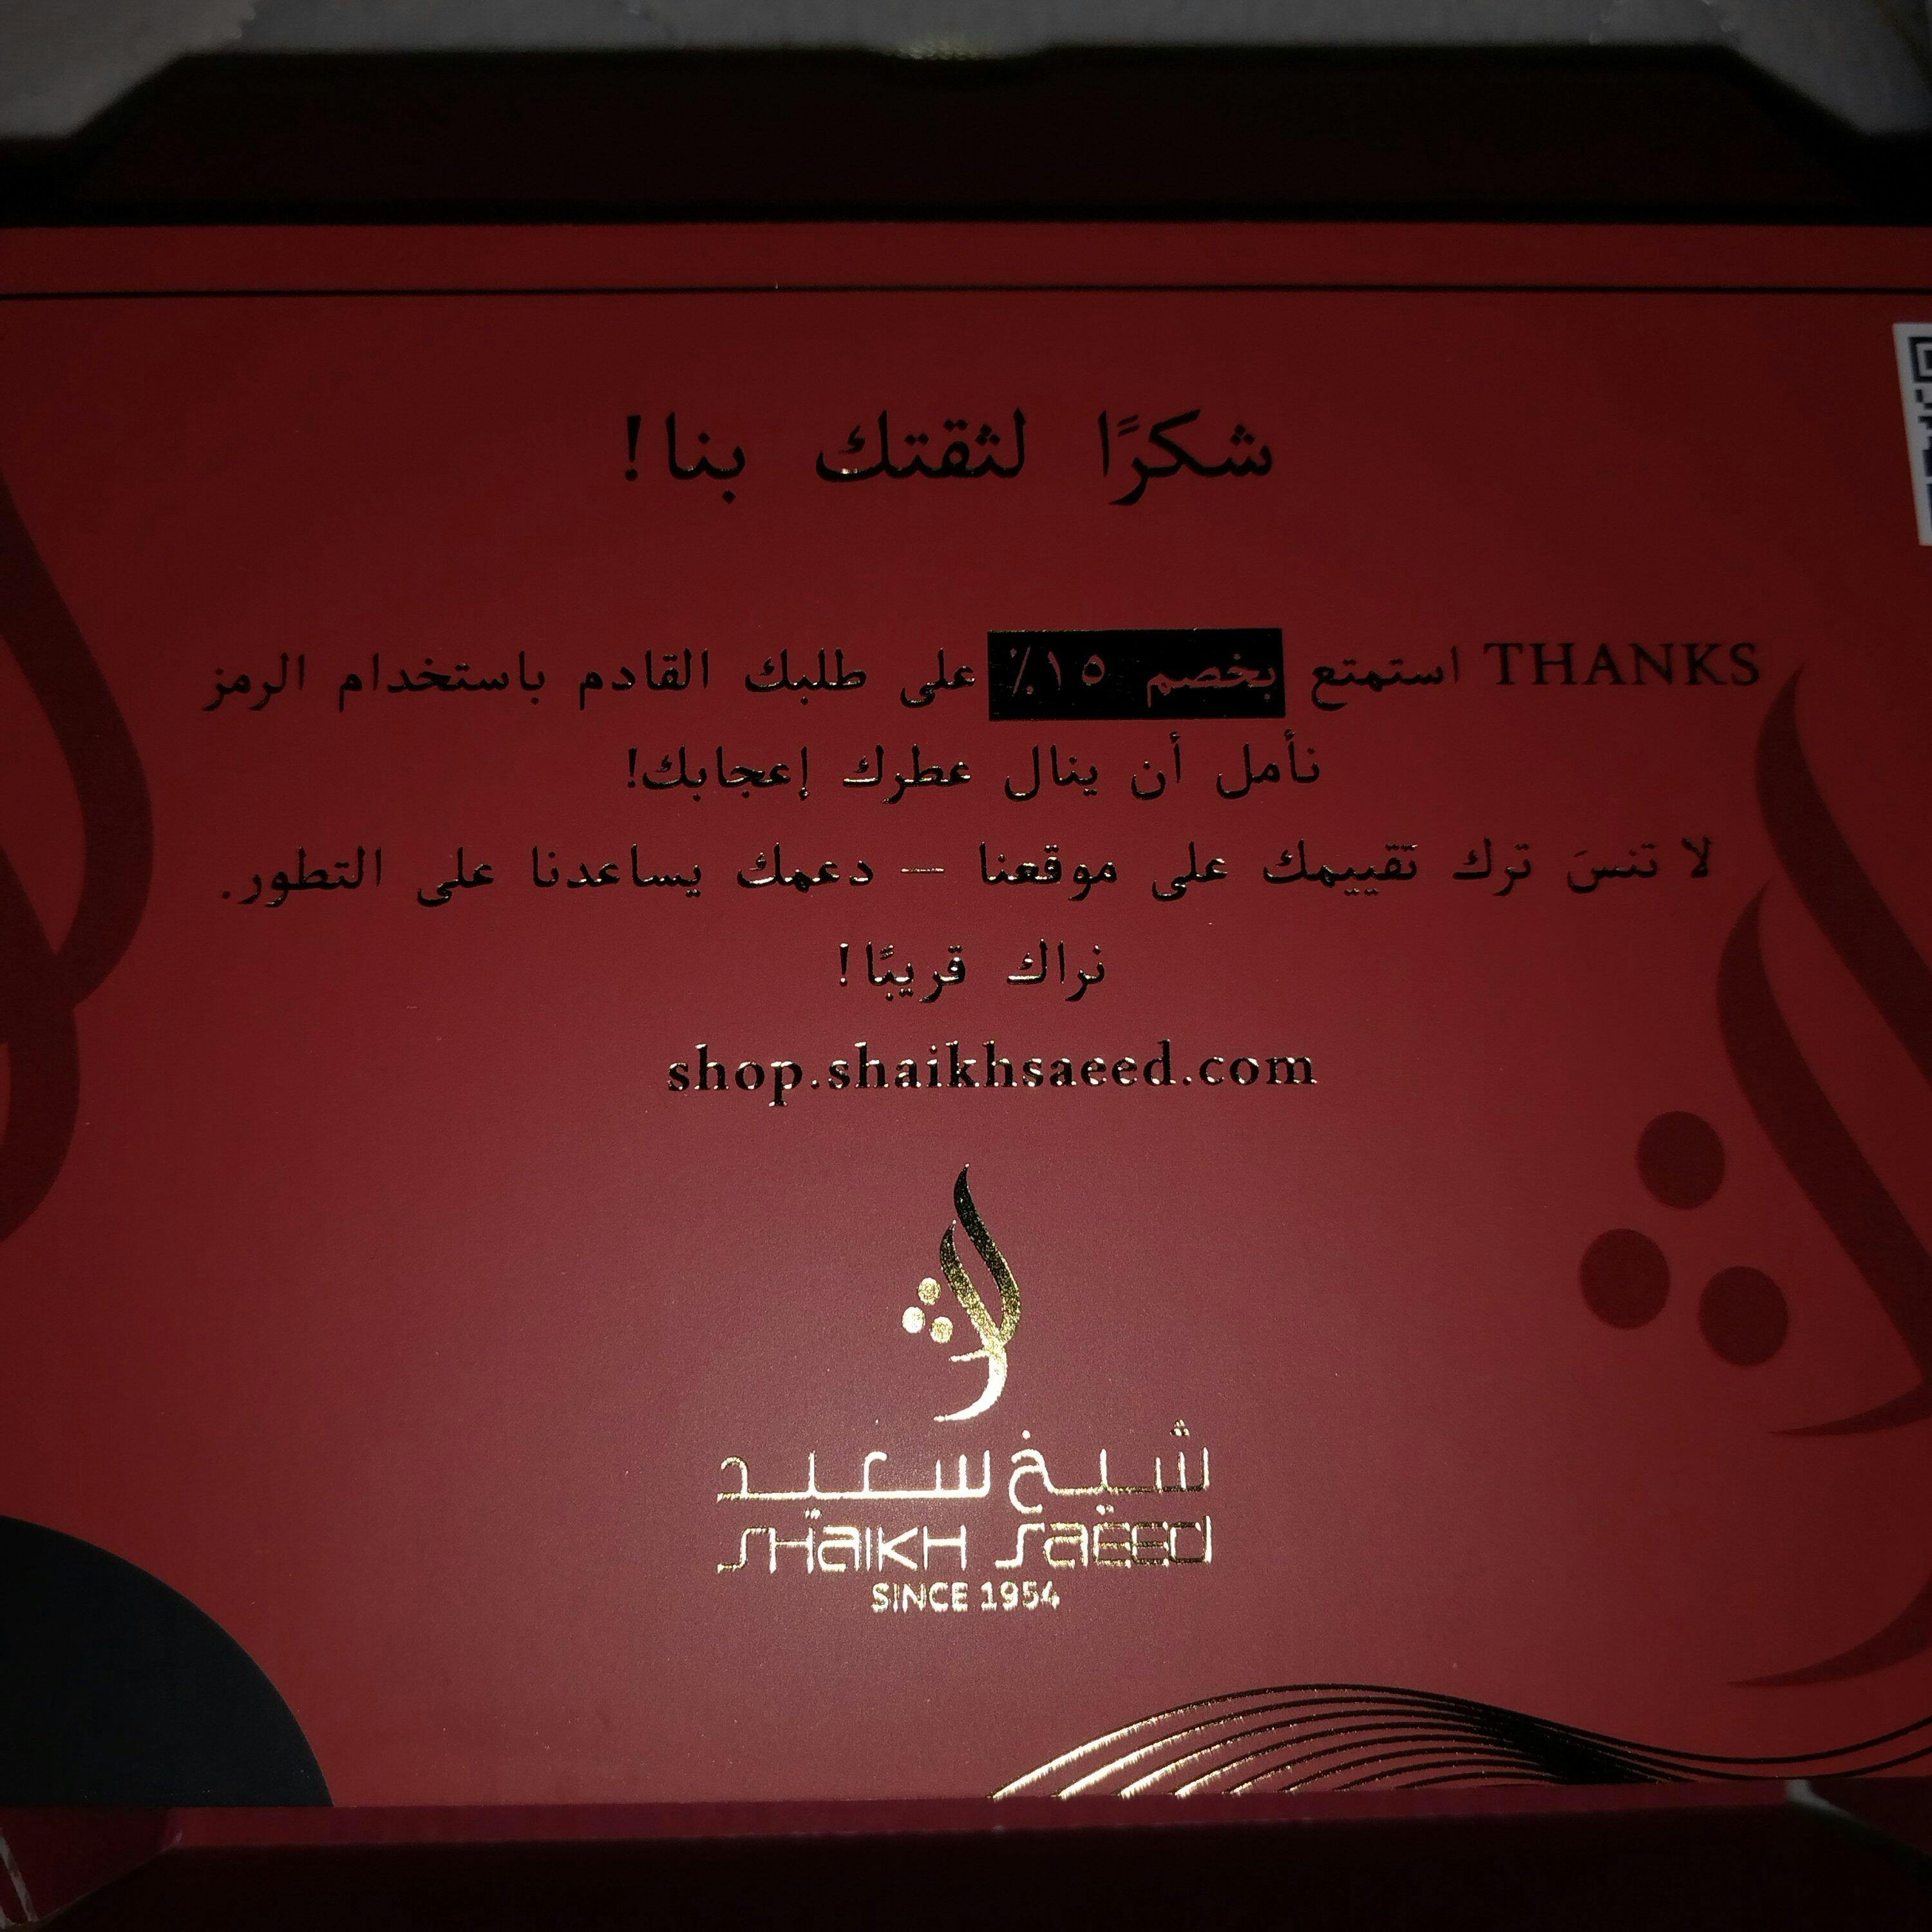 شكرًا لثقتك بنا!
THANKS استمتع بخصم ١٥٪ على طلبك القادم باستخدام الرمز
نأمل أن ينال عطرك إعجابك!
لا تنسَ ترك تقييمك على موقعنا – دعمك يساعدنا على التطور.
نراك قريبًا!
shop.shaikhsaeed.com
شيخ سعيد
SHAIKH SAEED
SINCE 1954